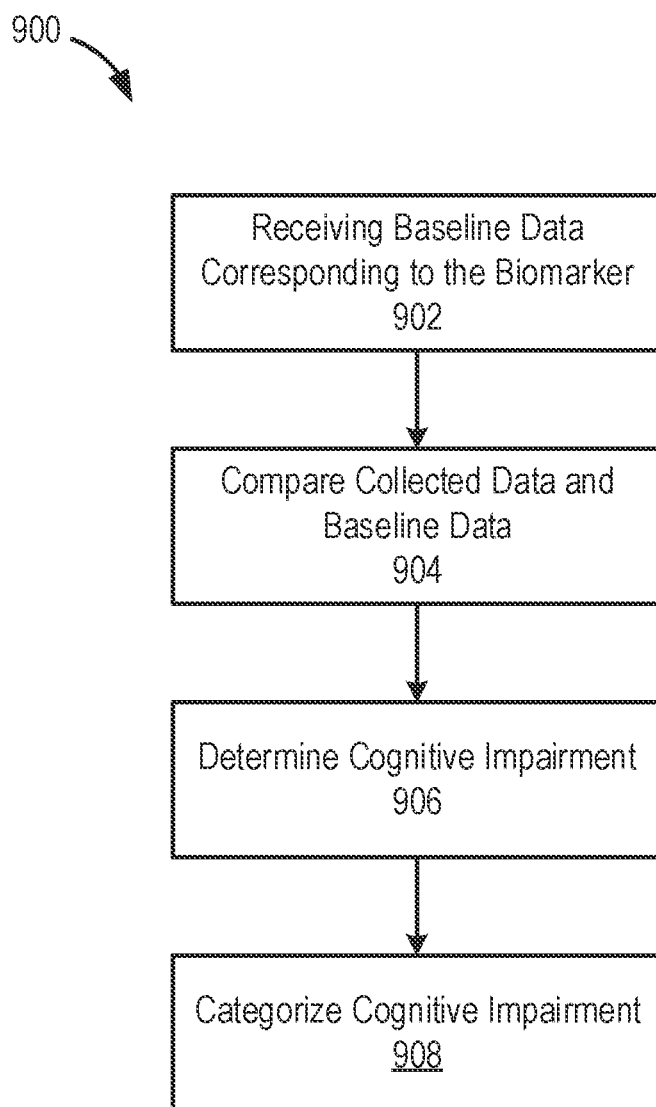 900
Receiving Baseline Data
Corresponding to the Biomarker
902
Compare Collected Data and
Baseline Data
904
Determine Cognitive Impairment
906
Categorize Cognitive Impairment
908